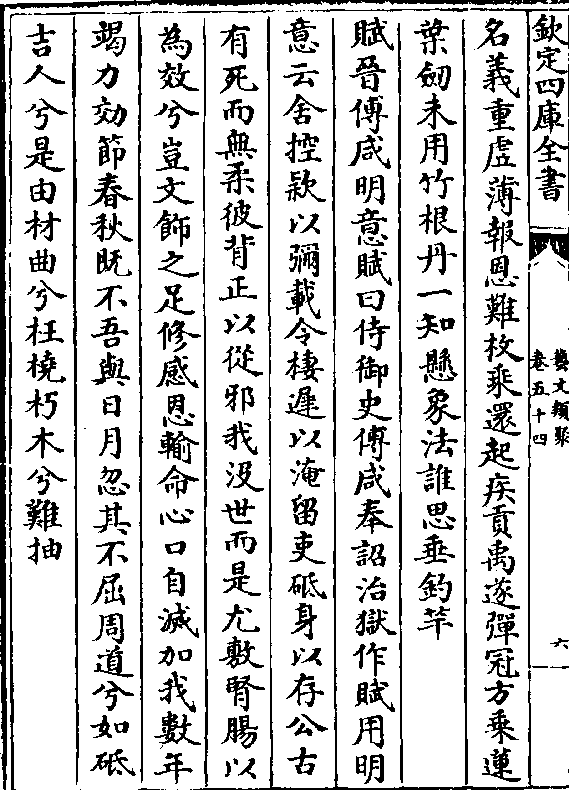 欽定四庫全書
藝文類聚
卷五十四
六
名義重虛薄報恩難枚乘還起疾貢禹遂彈冠方乘蓮
葉劒未用竹根丹一知懸象法誰思垂釣竿
賦晉傅咸明意賦曰侍御史傅咸奉詔治獄作賦用明
意云舍控款以彌載令棲遲以淹留吏砥身以存公古
有死而無柔彼背正以從邪我没世而是尤敷腎腸以
為效兮豈文飾之足修感恩輸命心口自滅加我數年
竭力効節春秋既不吾與日月忽其不屈周道兮如砥
吉人兮是由材曲兮枉橈朽木兮難抽